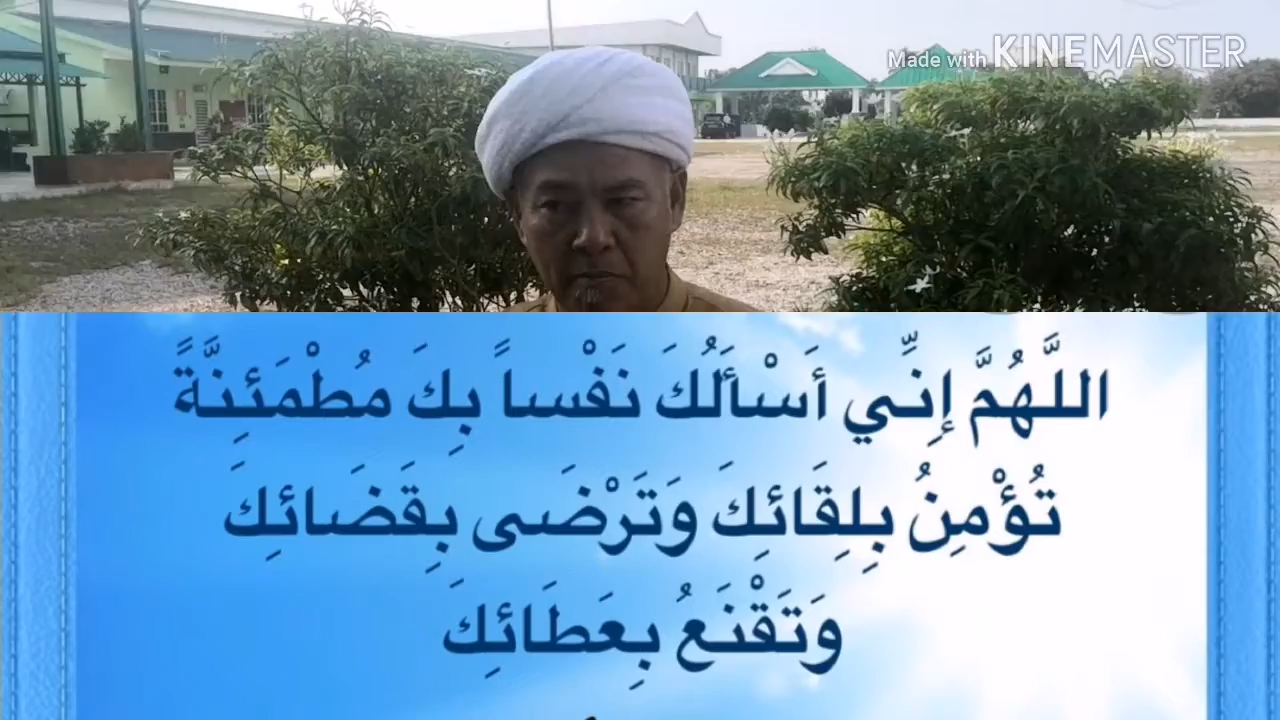 Made with KINEMASTER
اللَّهُمَّ إِنِّي أَسْأَلُكَ نَفْساً بِكَ مُطْمَئِنَّةً
تُؤْمِنُ بِلِقَائِكَ وَتَرْضَى بِقَضَائِكَ
وَتَقْنَعُ بِعَطَائِكَ